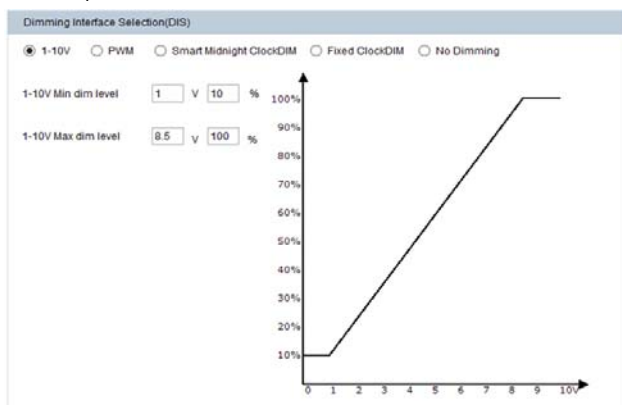 Dimming Interface Selection(DIS)
1-10V PWM Smart Midnight ClockDIM Fixed ClockDIM No Dimming
1-10V Min dim level 1 V 10 %
1-10V Max dim level 8.5 V 100 %
100%
90%
80%
70%
60%
50%
40%
30%
20%
10%
0 1 2 3 4 5 6 7 8 9 10V